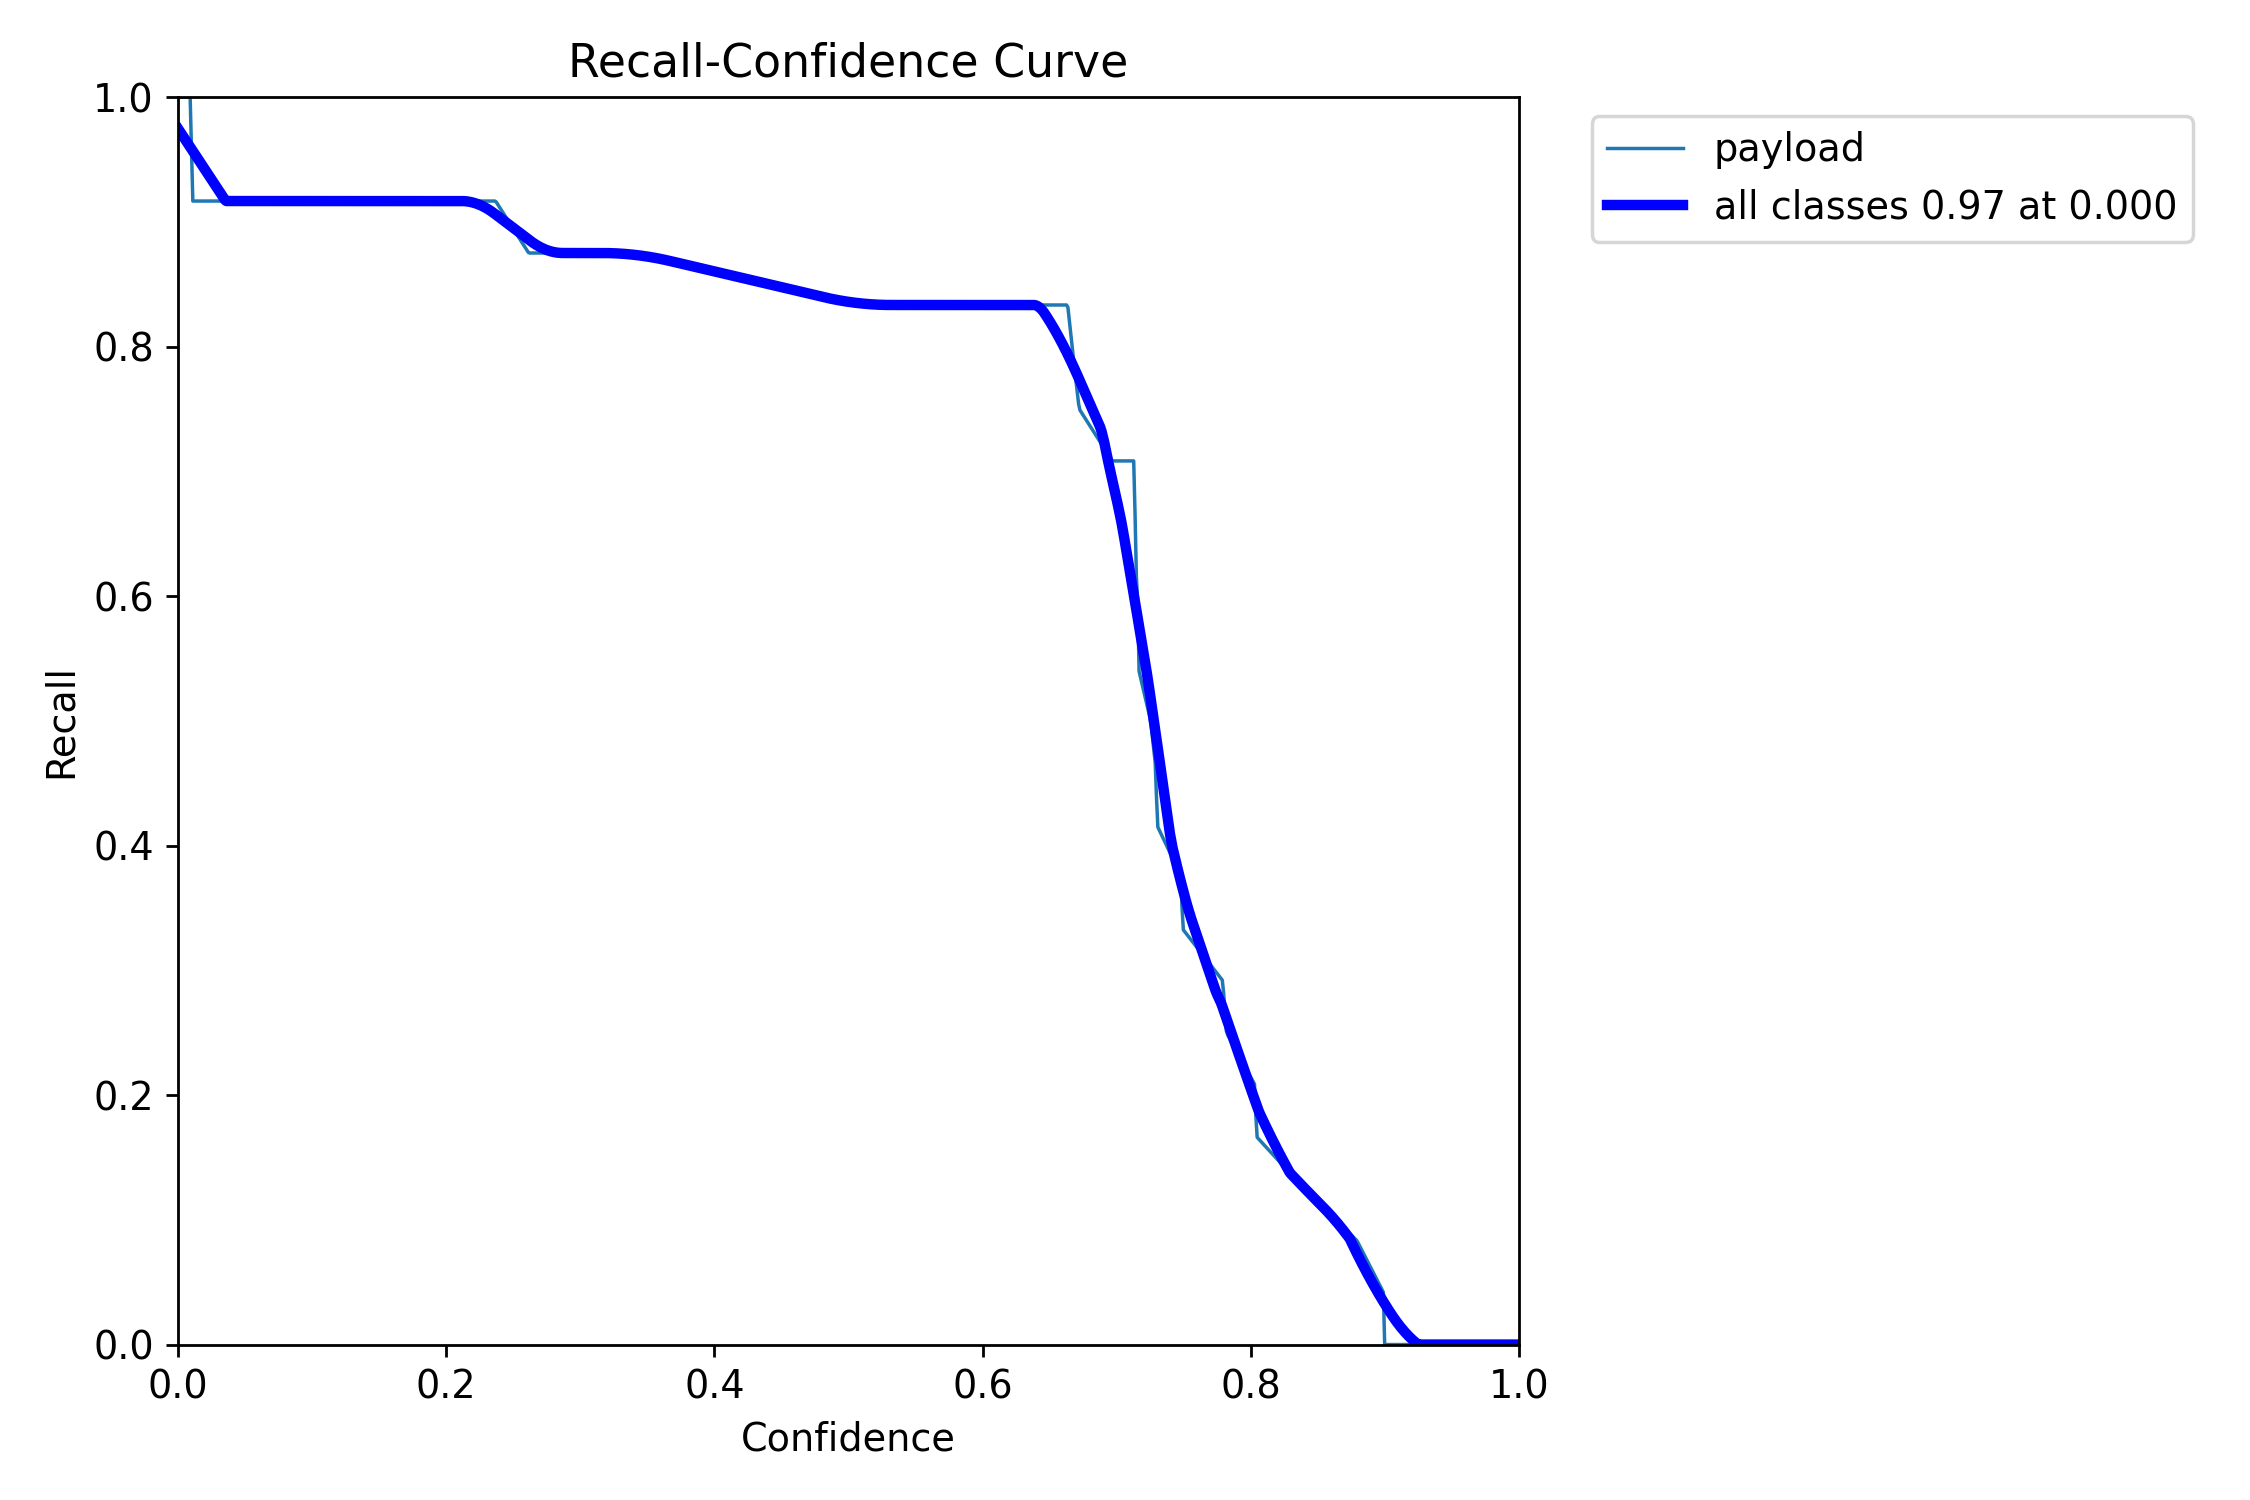 Recall-Confidence Curve
payload
all classes 0.97 at 0.000
1.0
0.8
0.6
0.4
0.2
0.0
Recall
0.0 0.2 0.4 0.6 0.8 1.0
Confidence